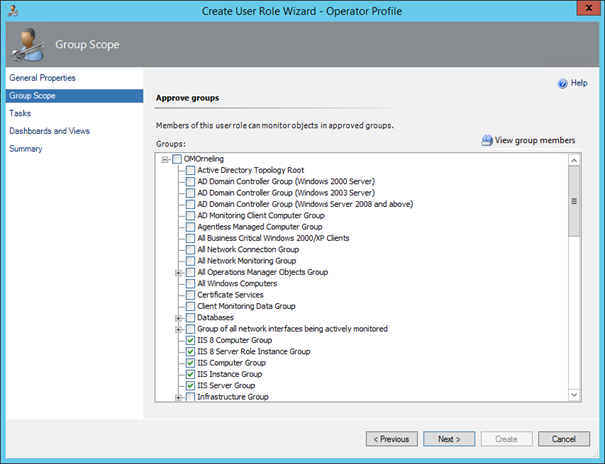 Create User Role Wizard - Operator Profile
x
Group Scope
General Properties
Group Scope
Tasks
Dashboards and Views
Summary
Help
Approve groups
Members of this user role can monitor objects in approved groups.
Groups:
View group members
OMOrneling
Active Directory Topology Root
AD Domain Controller Group (Windows 2000 Server)
AD Domain Controller Group (Windows 2003 Server)
AD Domain Controller Group (Windows Server 2008 and above)
AD Monitoring Client Computer Group
Agentless Managed Computer Group
All Business Critical Windows 2000/XP Clients
All Network Connection Group
All Network Monitoring Group
All Operations Manager Objects Group
All Windows Computers
Certificate Services
Client Monitoring Data Group
Databases
Group of all network interfaces being actively monitored
IIS 8 Computer Group
IIS 8 Server Role Instance Group
IIS Computer Group
IIS Instance Group
IIS Server Group
Infrastructure Group
< Previous
Next >
Create
Cancel